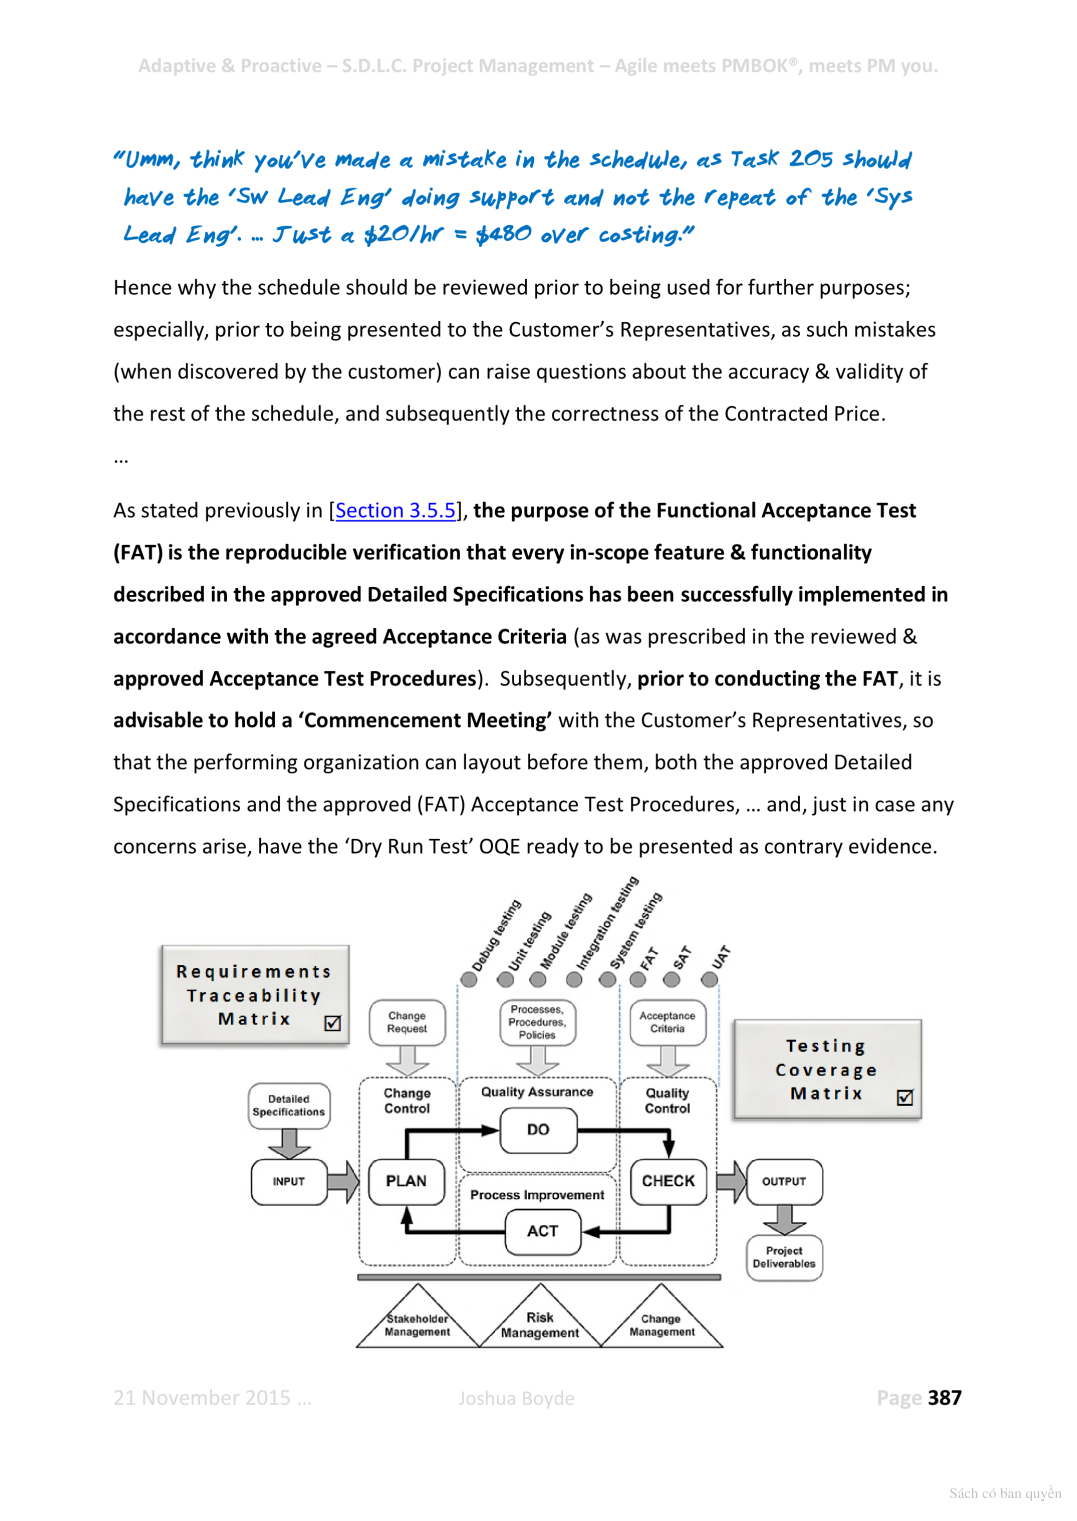 Adaptive & Proactive – S.D.L.C. Project Management – Agile meets PMBOK®, meets PM you.
"Umm, think you've made a mistake in the schedule, as Task 205 should
have the 'Sw Lead Eng' doing support and not the repeat of the 'Sys
Lead Eng'. ... Just a $20/hr = $480 over costing."
Hence why the schedule should be reviewed prior to being used for further purposes;
especially, prior to being presented to the Customer's Representatives, as such mistakes
(when discovered by the customer) can raise questions about the accuracy & validity of
the rest of the schedule, and subsequently the correctness of the Contracted Price.
...
As stated previously in [Section 3.5.5], the purpose of the Functional Acceptance Test
(FAT) is the reproducible verification that every in-scope feature & functionality
described in the approved Detailed Specifications has been successfully implemented in
accordance with the agreed Acceptance Criteria (as was prescribed in the reviewed &
approved Acceptance Test Procedures).  Subsequently, prior to conducting the FAT, it is
advisable to hold a 'Commencement Meeting' with the Customer's Representatives, so
that the performing organization can layout before them, both the approved Detailed
Specifications and the approved (FAT) Acceptance Test Procedures, ... and, just in case any
concerns arise, have the 'Dry Run Test' OQE ready to be presented as contrary evidence.
Debug testing
Unit testing
Module testing
Integration testing
System testing
FAT
SAT
UAT
Requirements
Traceability
Matrix
Change
Request
Processes,
Procedures,
Policies
Acceptance
Criteria
Testing
Coverage
Matrix
Detailed
Specifications
Change
Control
Quality Assurance
Quality
Control
DO
INPUT
PLAN
CHECK
OUTPUT
Process Improvement
ACT
Project
Deliverables
Stakeholder
Management
Risk
Management
Change
Management
21 November 2015 ...
Joshua Boyde
Page 387
Sách có bản quyền